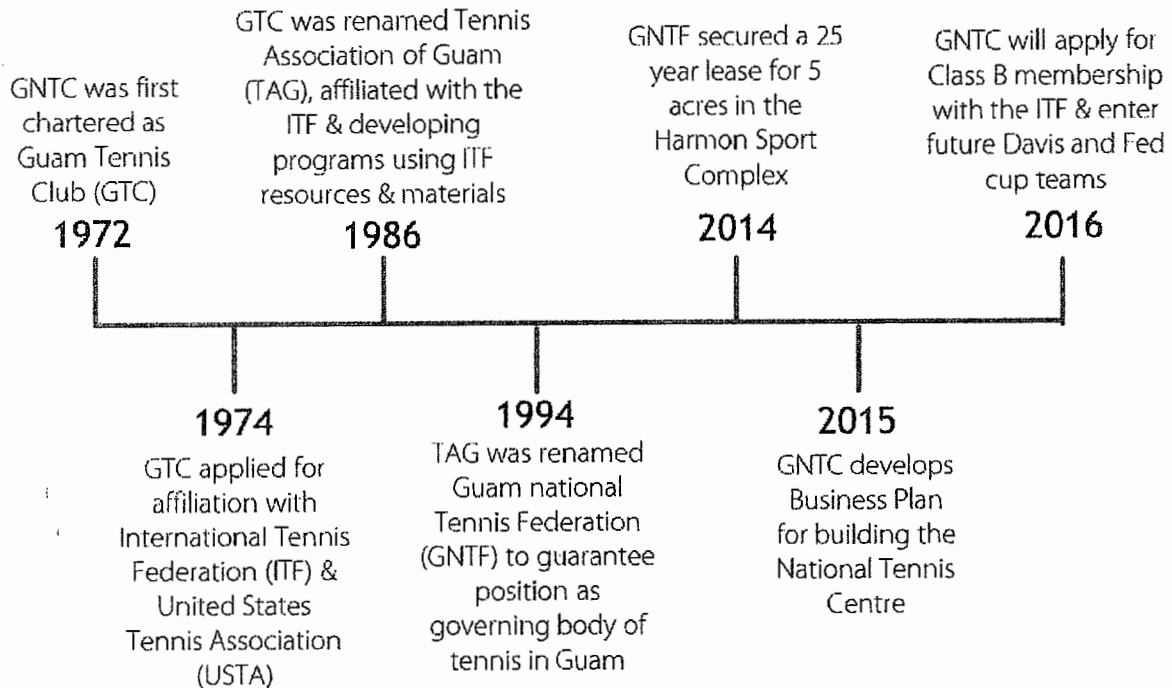 GNTC was first
chartered as
Guam Tennis
Club (GTC)
1972
GTC was renamed Tennis
Association of Guam
(TAG), affiliated with the
ITF & developing
programs using ITF
resources & materials
1986
GNTF secured a 25
year lease for 5
acres in the
Harmon Sport
Complex
2014
GNTC will apply for
Class B membership
with the ITF & enter
future Davis and Fed
cup teams
2016
1974
GTC applied for
affiliation with
International Tennis
Federation (ITF) &
United States
Tennis Association
(USTA)
1994
TAG was renamed
Guam national
Tennis Federation
(GNTF) to guarantee
position as
governing body of
tennis in Guam
2015
GNTC develops
Business Plan
for building the
National Tennis
Centre